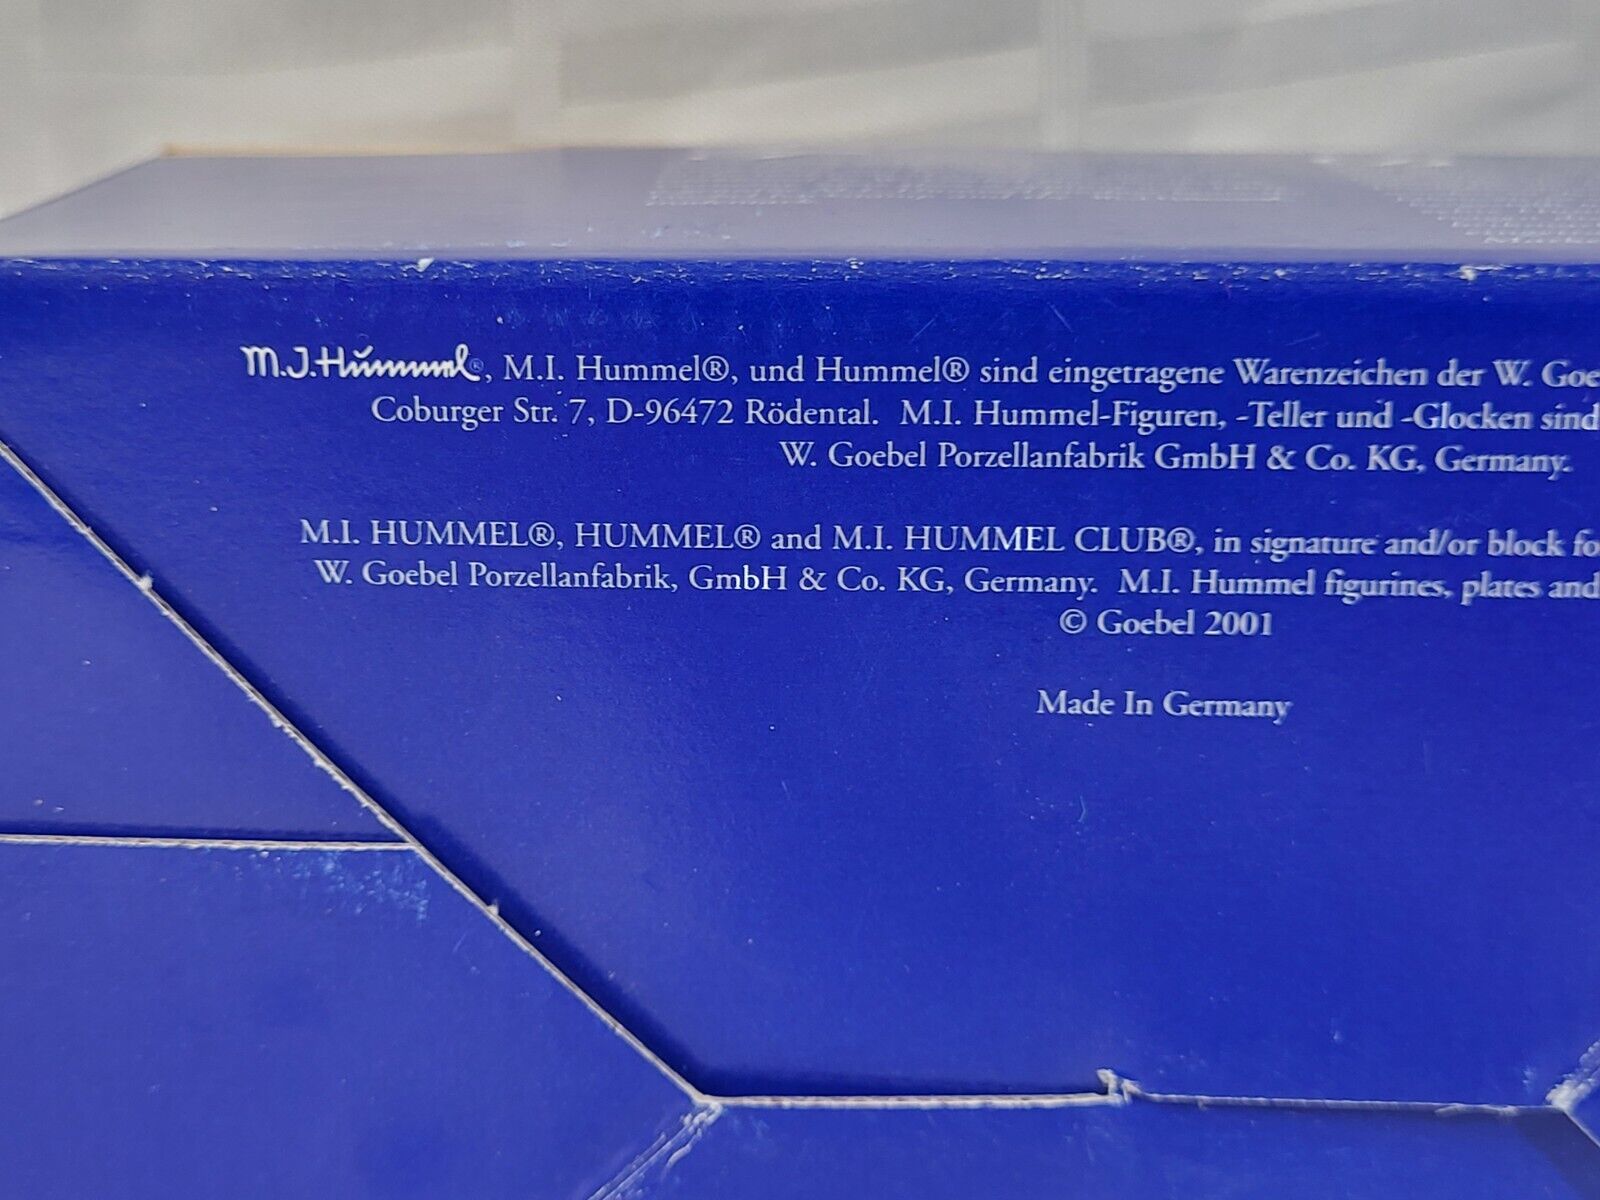 M.J.Hummel®, M.I. Hummel®, und Hummel® sind eingetragene Warenzeichen der W. Goe
Coburger Str. 7, D-96472 Rödental. M.I. Hummel-Figuren, -Teller und -Glocken sind
W. Goebel Porzellanfabrik GmbH & Co. KG, Germany.
M.I. HUMMEL®, HUMMEL® and M.I. HUMMEL CLUB®, in signature and/or block fo
W. Goebel Porzellanfabrik, GmbH & Co. KG, Germany. M.I. Hummel figurines, plates and
© Goebel 2001
Made In Germany